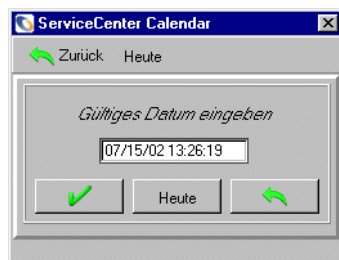 ServiceCenter Calendar
Zurück Heute
Gültiges Datum eingeben
07/15/02 13:26:19
Heute